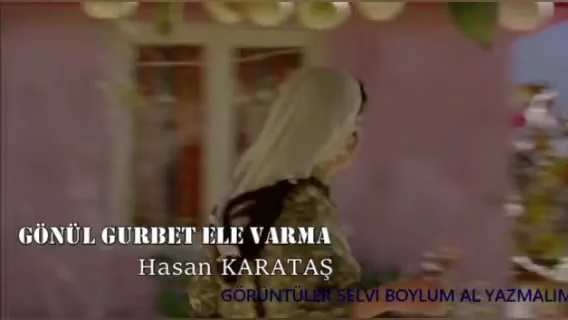 GÖNÜL GURBET ELE VARMA
Hasan KARATAŞ
GÖRÜNTÜLER SELVİ BOYLUM AL YAZMALIM